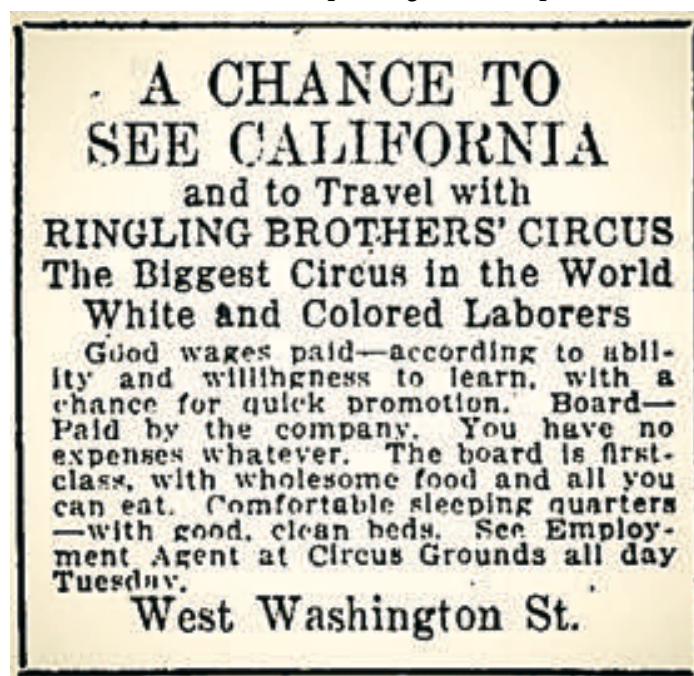 A CHANCE TO
SEE CALIFORNIA
and to Travel with
RINGLING BROTHERS' CIRCUS
The Biggest Circus in the World
White and Colored Laborers
Good wages paid—according to abil-
ity and willingness to learn, with a
chance for quick promotion. Board—
Paid by the company. You have no
expenses whatever. The board is first-
class, with wholesome food and all you
can eat. Comfortable sleeping quarters
—with good, clean beds. See Employ-
ment Agent at Circus Grounds all day
Tuesday.
West Washington St.